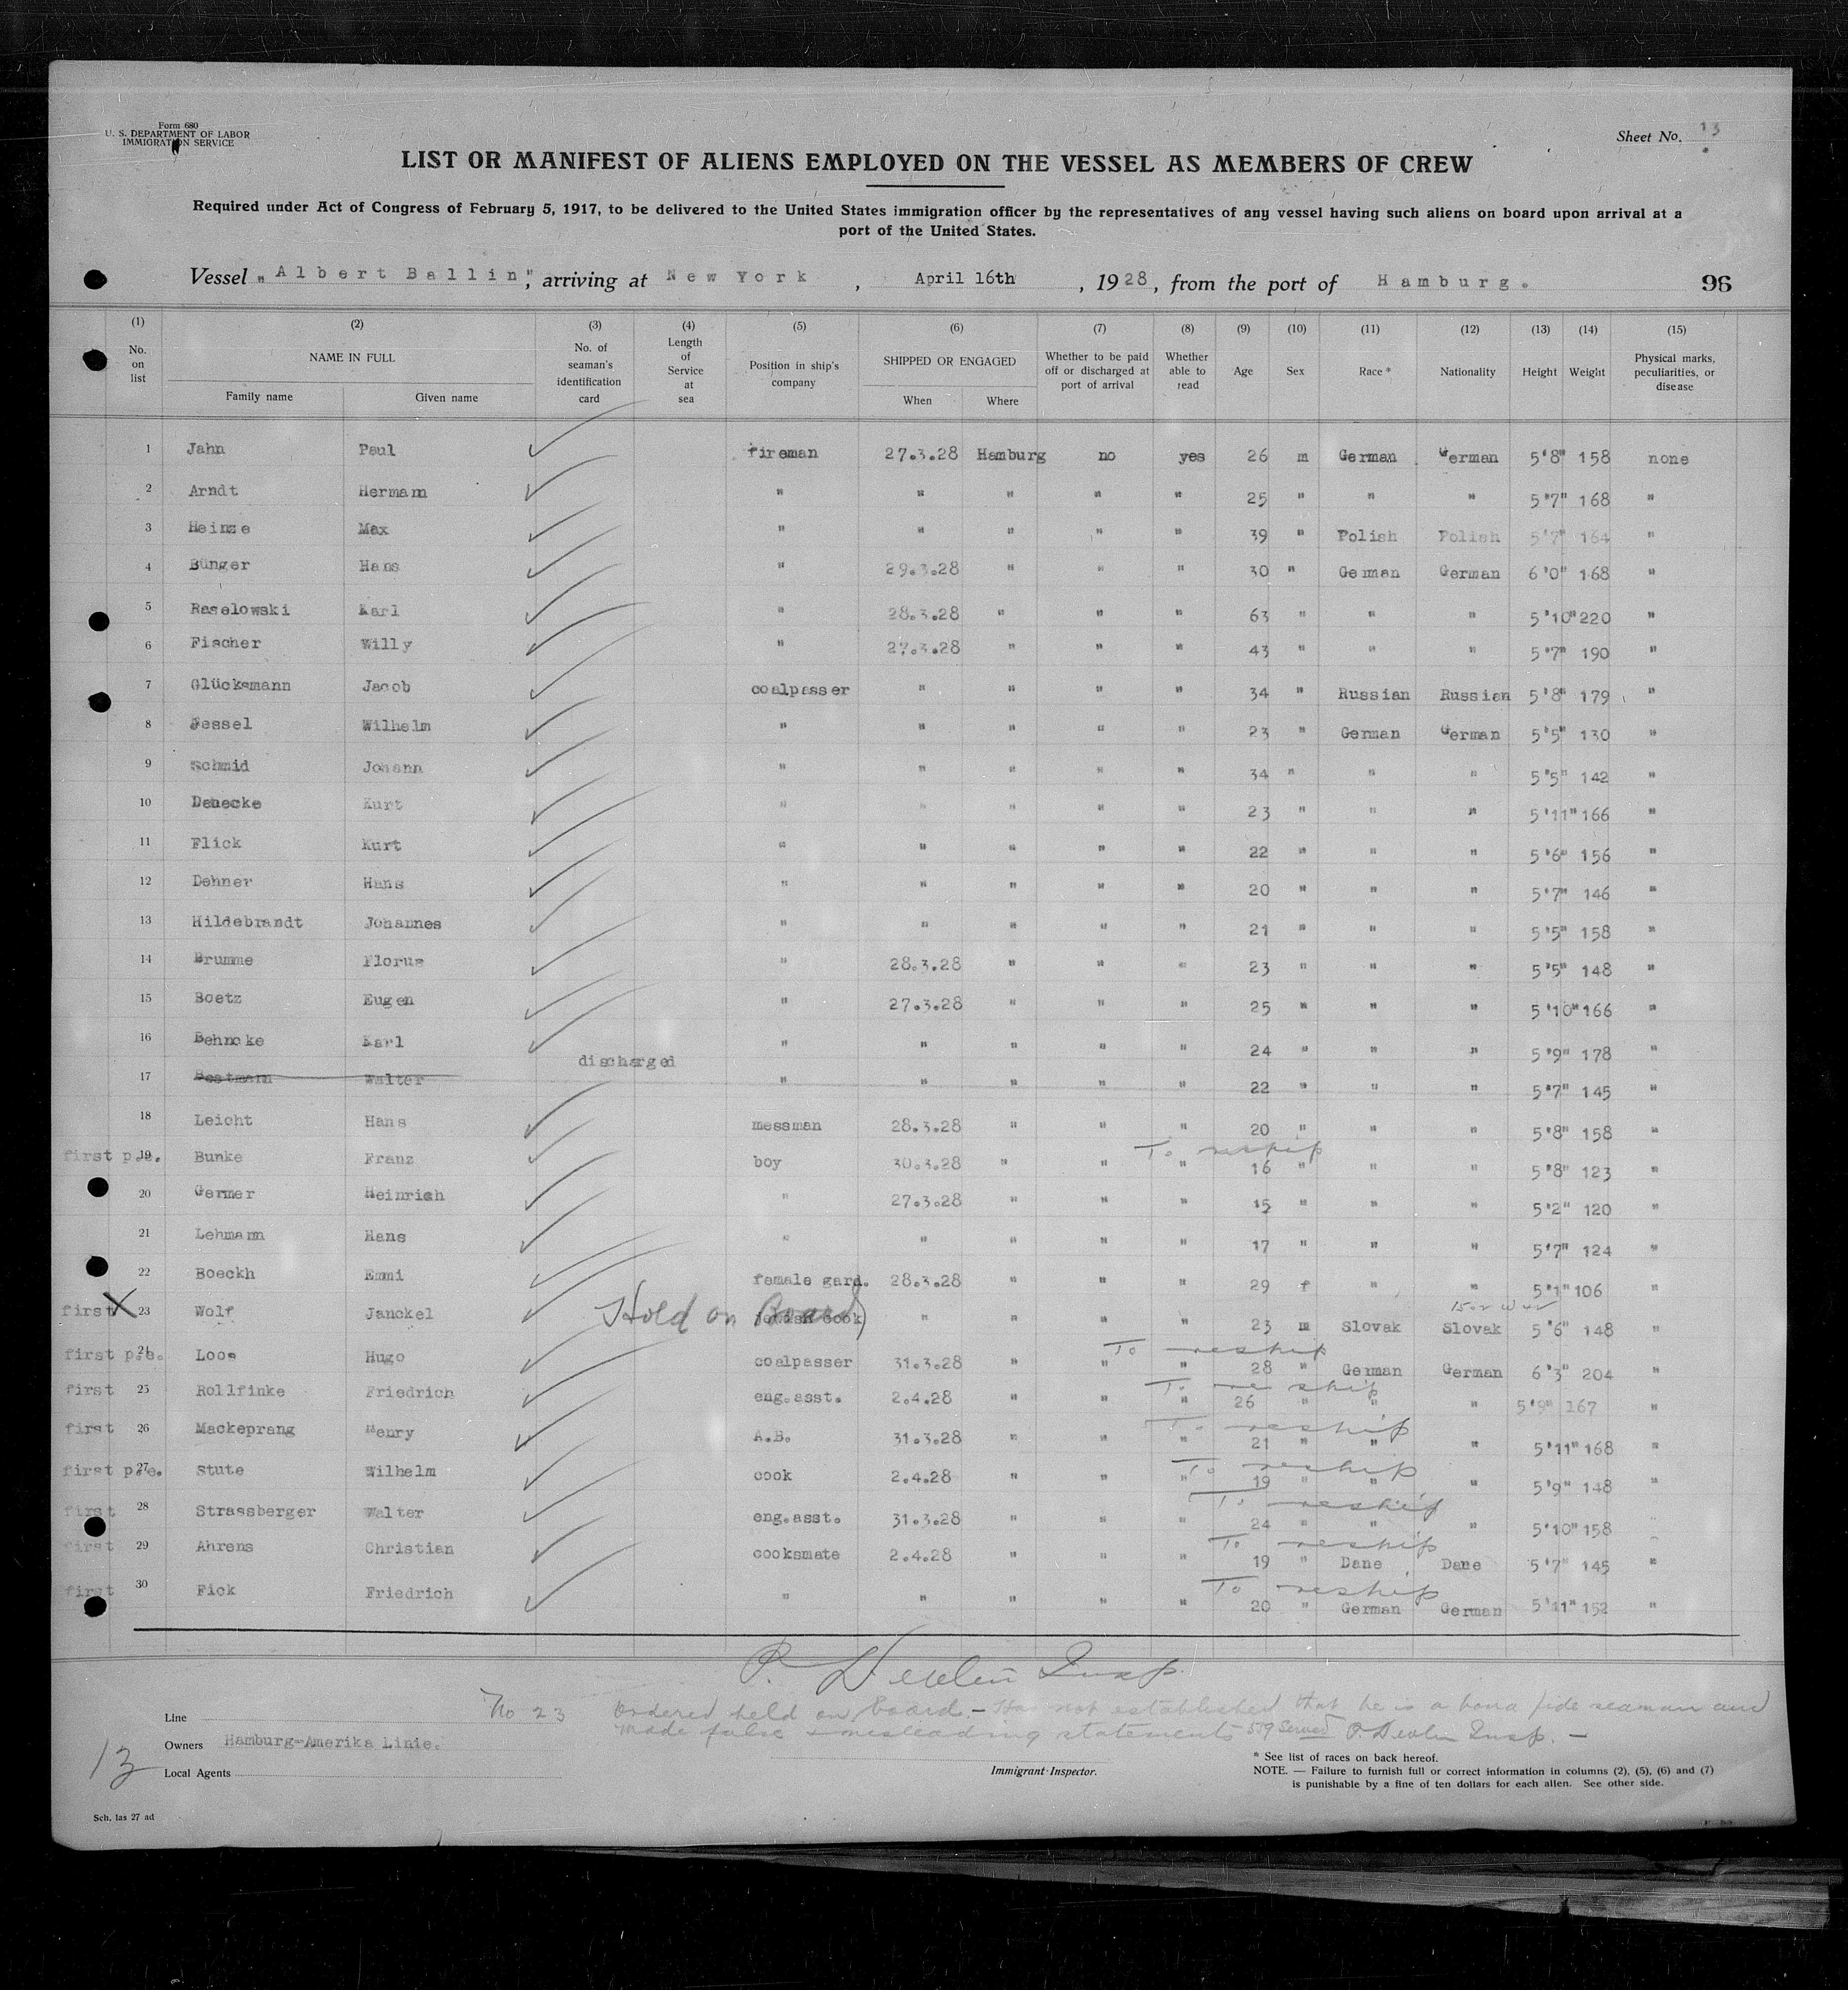 Form 680
U. S. DEPARTMENT OF LABOR
IMMIGRATION SERVICE
Sheet No. 13
LIST OR MANIFEST OF ALIENS EMPLOYED ON THE VESSEL AS MEMBERS OF CREW
Required under Act of Congress of February 5, 1917, to be delivered to the United States immigration officer by the representatives of any vessel having such aliens on board upon arrival at a
port of the United States.
Vessel „Albert Ballin", arriving at New York, April 16th, 1928, from the port of Hamburg. 96
(1) (2) (3) (4) (5) (6) (7) (8) (9) (10) (11) (12) (13) (14) (15)
No. on list NAME IN FULL Family name Given name No. of seaman's identification card Length of Service at sea Position in ship's company SHIPPED OR ENGAGED When Where Whether to be paid off or discharged at port of arrival Whether able to read Age Sex Race * Nationality Height Weight Physical marks, peculiarities, or disease
1 Jahn Paul fireman 27.3.28 Hamburg no yes 26 m German German 5'8" 158 none
2 Arndt Hermann " " " " " 25 " " " 5'7" 168 "
3 Heinze Max " " " " " 39 " Polish Polish 5'7" 164 "
4 Bünger Hans " 29.3.28 " " " 30 " German German 6'0" 168 "
5 Raselowski Karl " 28.3.28 " " " 63 " " " 5'10" 220 "
6 Fischer Willy " 27.3.28 " " " 43 " " " 5'7" 190 "
7 Glücksmann Jacob coalpasser " " " " 34 " Russian Russian 5'8" 179 "
8 Jessel Wilhelm " " " " " 23 " German German 5'5" 130 "
9 Schmid Johann " " " " " 34 " " " 5'5" 142 "
10 Denecke Kurt " " " " " 23 " " " 5'11" 166 "
11 Flick Kurt " " " " " 22 " " " 5'6" 156 "
12 Dehner Hans " " " " " 20 " " " 5'7" 146 "
13 Hildebrandt Johannes " " " " " 21 " " " 5'5" 158 "
14 Brumme Florus " 28.3.28 " " " 23 " " " 5'5" 148 "
15 Boetz Eugen " 27.3.28 " " " 25 " " " 5'10" 166 "
16 Behncke Karl " " " " " 24 " " " 5'9" 178 "
17 Bestmann Walter discharged " " " " " 22 " " " 5'7" 145 "
18 Leicht Hans messman 28.3.28 " " " 20 " " " 5'8" 158 "
first p.e. 19 Bunke Franz boy 30.3.28 " " " To reship 16 " " " 5'8" 123 "
20 Germer Heinrich " 27.3.28 " " " 15 " " " 5'2" 120 "
21 Lehmann Hans " " " " " 17 " " " 5'7" 124 "
22 Boeckh Emmi female gard. 28.3.28 " " " 29 f " " 5'1" 106 "
first X 23 Wolf Janckel Hold on Board cook " " " " 23 m Slovak Slovak 5'6" 148 "
first p.e. 24 Loos Hugo coalpasser 31.3.28 " " " To reship 28 " German German 6'3" 204 "
first 25 Rollfinke Friedrich eng.asst. 2.4.28 " " " To reship 26 " " " 5'9" 167 "
first 26 Mackeprang Henry A.B. 31.3.28 " " " To reship 21 " " " 5'11" 168 "
first p.e. 27 Stute Wilhelm cook 2.4.28 " " " To reship 19 " " " 5'9" 148 "
first 28 Strassberger Walter eng.asst. 31.3.28 " " " To reship 24 " " " 5'10" 158 "
first 29 Ahrens Christian cooksmate 2.4.28 " " " To reship 19 " Dane Dane 5'7" 145 "
first 30 Fick Friedrich " " " " " To reship 20 " German German 5'11" 152 "
P. Devlin Insp.
No 23 Ordered held on board. - Has not established that he is a bona fide seaman and
made false & misleading statements 579 Served P. Devlin Insp. -
Line
Owners Hamburg-Amerika Linie.
Local Agents
13
Immigrant Inspector.
* See list of races on back hereof.
NOTE. — Failure to furnish full or correct information in columns (2), (5), (6) and (7)
is punishable by a fine of ten dollars for each alien. See other side.
Sch. las 27 ad